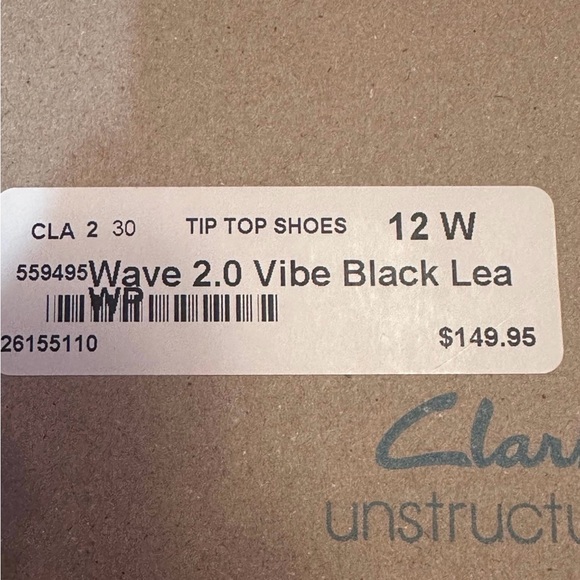 CLA 2 30 TIP TOP SHOES 12 W
559495 Wave 2.0 Vibe Black Lea
WP
26155110 $149.95
Clar
unstructu